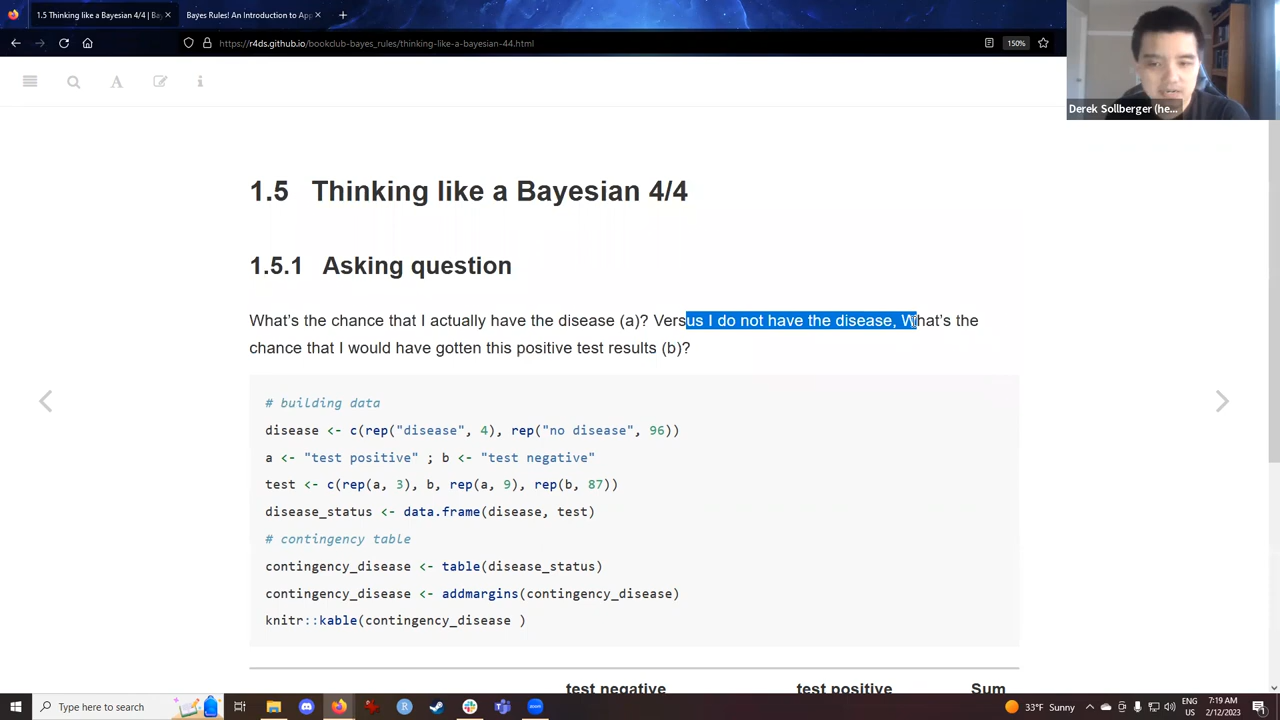 1.5 Thinking like a Bayesian 4/4 | Bay
Bayes Rules! An Introduction to App
https://r4ds.github.io/bookclub-bayes_rules/thinking-like-a-bayesian-44.html
150%
Derek Sollberger (he...
1.5 Thinking like a Bayesian 4/4
1.5.1 Asking question
What's the chance that I actually have the disease (a)? Versus I do not have the disease, What's the
chance that I would have gotten this positive test results (b)?
# building data
disease <- c(rep("disease", 4), rep("no disease", 96))
a <- "test positive" ; b <- "test negative"
test <- c(rep(a, 3), b, rep(a, 9), rep(b, 87))
disease_status <- data.frame(disease, test)
# contingency table
contingency_disease <- table(disease_status)
contingency_disease <- addmargins(contingency_disease)
knitr::kable(contingency_disease )
test negative test positive Sum
Type here to search
33°F Sunny
ENG
US
7:19 AM
2/12/2023